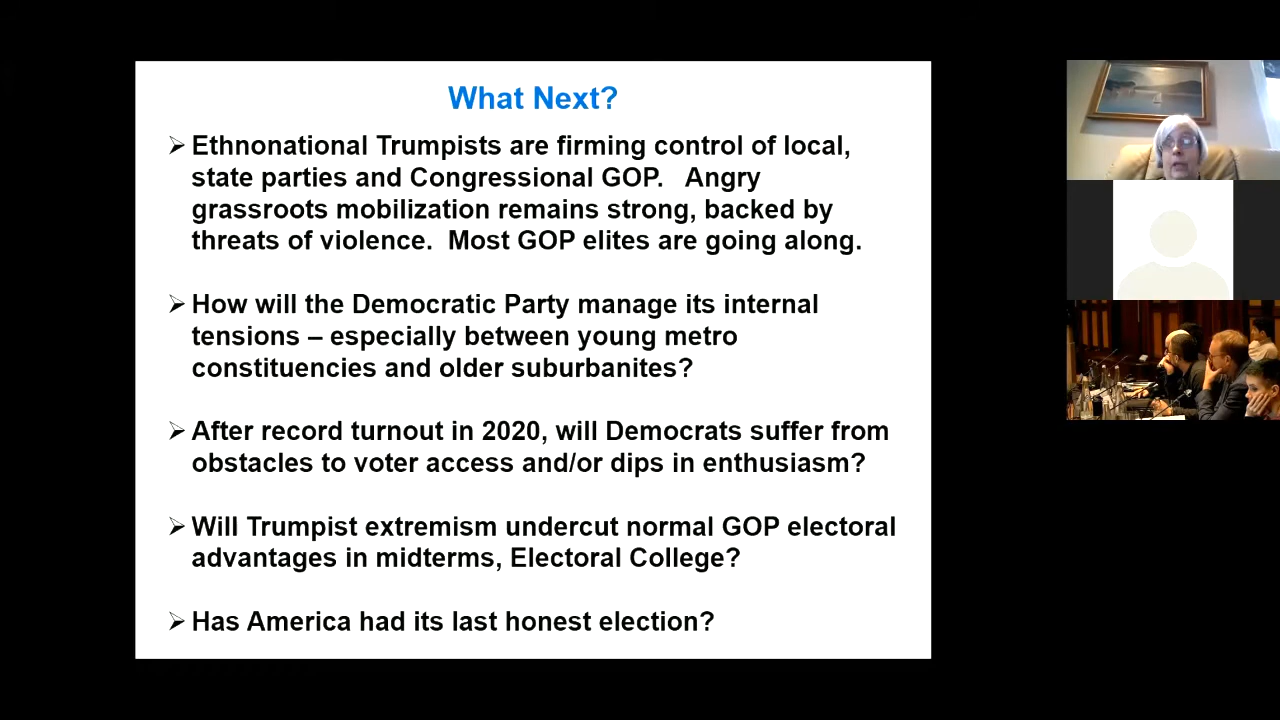 What Next?
➢ Ethnonational Trumpists are firming control of local,
state parties and Congressional GOP.   Angry
grassroots mobilization remains strong, backed by
threats of violence.  Most GOP elites are going along.
➢ How will the Democratic Party manage its internal
tensions – especially between young metro
constituencies and older suburbanites?
➢ After record turnout in 2020, will Democrats suffer from
obstacles to voter access and/or dips in enthusiasm?
➢ Will Trumpist extremism undercut normal GOP electoral
advantages in midterms, Electoral College?
➢ Has America had its last honest election?